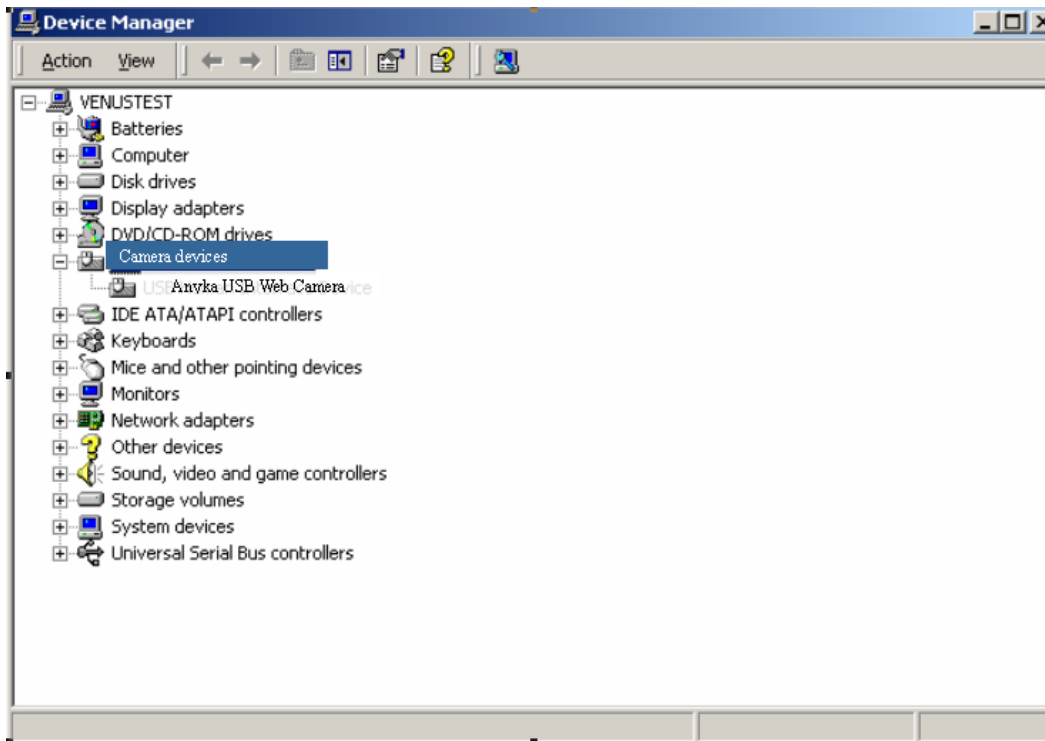 Device Manager
Action View
VENUSTEST
Batteries
Computer
Disk drives
Display adapters
DVD/CD-ROM drives
Camera devices
Anyka USB Web Camera
IDE ATA/ATAPI controllers
Keyboards
Mice and other pointing devices
Monitors
Network adapters
Other devices
Sound, video and game controllers
Storage volumes
System devices
Universal Serial Bus controllers